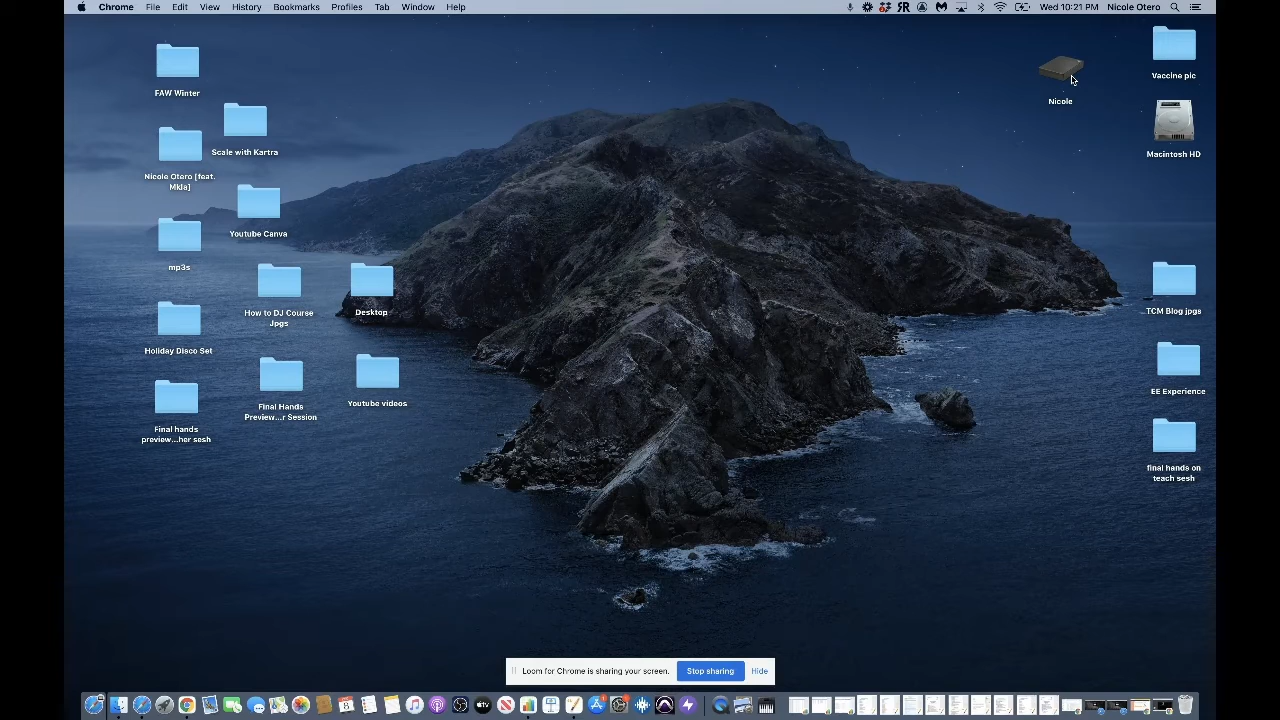 Chrome File Edit View History Bookmarks Profiles Tab Window Help
Wed 10:21 PM Nicole Otero
FAW Winter
Scale with Kartra
Nicole Otero [feat.
Mkla]
Youtube Canva
mp3s
How to DJ Course
Jpgs
Desktop
Holiday Disco Set
Youtube videos
Final Hands
Preview...r Session
Final hands
preview...her sesh
Nicole
Vaccine pic
Macintosh HD
TCM Blog jpgs
EE Experience
final hands on
teach sesh
Loom for Chrome is sharing your screen. Stop sharing Hide